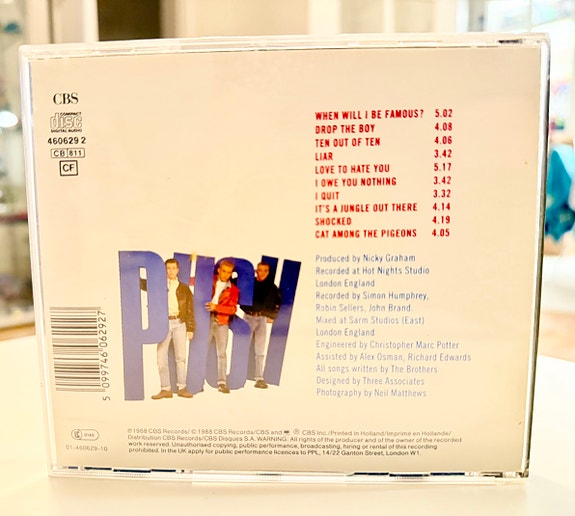 CBS
COMPACT
disc
DIGITAL AUDIO
460629 2
CB 811
CF
WHEN WILL I BE FAMOUS? 5.02
DROP THE BOY 4.08
TEN OUT OF TEN 4.06
LIAR 3.42
LOVE TO HATE YOU 5.17
I OWE YOU NOTHING 3.42
I QUIT 3.32
IT'S A JUNGLE OUT THERE 4.14
SHOCKED 4.19
CAT AMONG THE PIGEONS 4.05
PUSH
Produced by Nicky Graham
Recorded at Hot Nights Studio
London England
Recorded by Simon Humphrey,
Robin Sellers, John Brand.
Mixed at Sarm Studios (East)
London England
Engineered by Christopher Marc Potter
Assisted by Alex Osman, Richard Edwards
All songs written by The Brothers
Designed by Three Associates
Photography by Neil Matthews
5 099746 062927
01-460629-10
℗ 1988 CBS Records/ © 1988 CBS Records/CBS and ® CBS Inc./Printed in Holland/Imprimé en Hollande/
Distribution CBS Records/CBS Disques S.A. WARNING: All rights of the producer and of the owner of the recorded
work reserved. Unauthorised copying, public performance, broadcasting, hiring or rental of this recording
prohibited. In the UK apply for public performance licences to PPL, 14/22 Ganton Street, London W1.